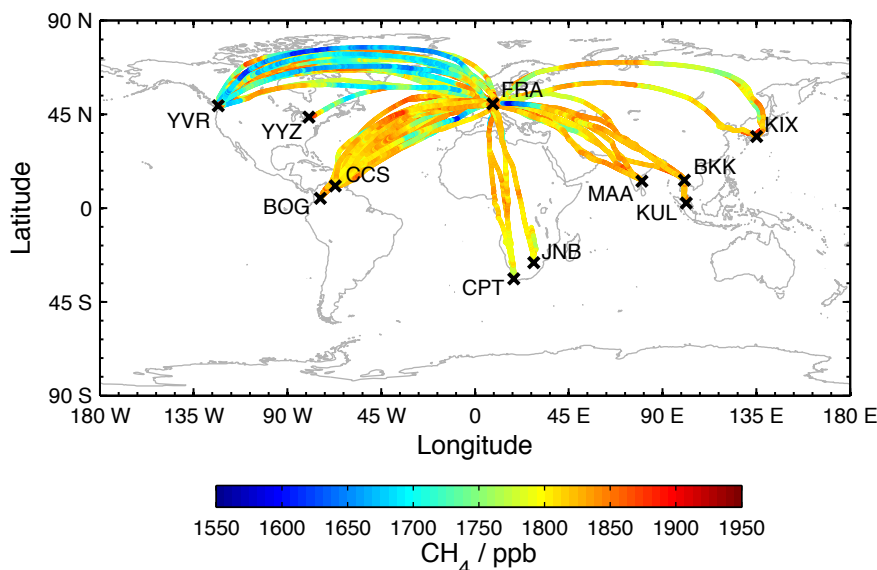 90 N
45 N
0
45 S
90 S
Latitude
180 W
135 W
90 W
45 W
0
45 E
90 E
135 E
180 E
Longitude
YVR
YYZ
FRA
KIX
CCS
BOG
MAA
BKK
KUL
JNB
CPT
1550
1600
1650
1700
1750
1800
1850
1900
1950
CH₄ / ppb